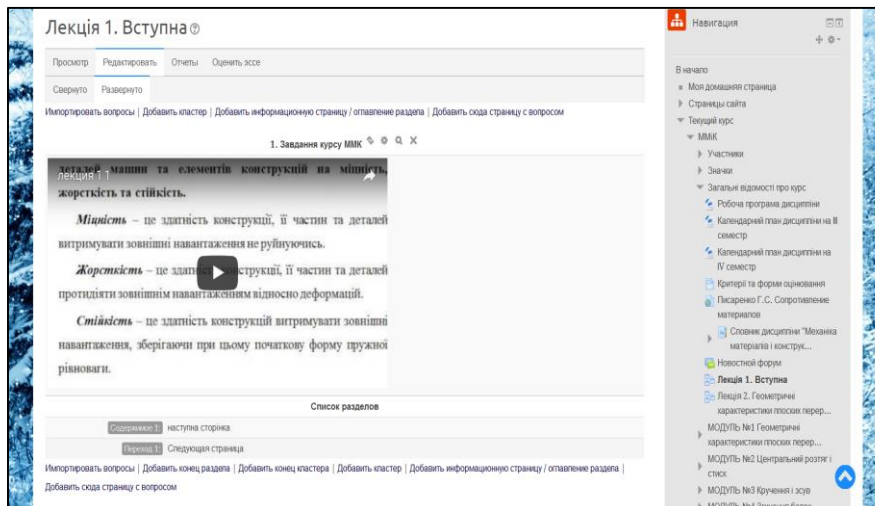 Лекція 1. Вступна
Просмотр Редактировать Отчеты Оценить эссе
Свернуто Развернуто
Импортировать вопросы | Добавить кластер | Добавить информационную страницу / оглавление раздела | Добавить сюда страницу с вопросом
1. Завдання курсу ММК
деталей машин та елементів конструкцій на міцність,
лекция 1 1
жорсткість та стійкість.
Міцність – це здатність конструкції, її частин та деталей
витримувати зовнішні навантаження не руйнуючись.
Жорсткість – це здатність конструкції, її частин та деталей
протидіяти зовнішнім навантаженням відносно деформацій.
Стійкість – це здатність конструкцій витримувати зовнішні
навантаження, зберігаючи при цьому початкову форму пружної
рівноваги.
Список разделов
Содержимое 1: наступна сторінка
Переход 1: Следующая страница
Импортировать вопросы | Добавить конец раздела | Добавить конец кластера | Добавить кластер | Добавить информационную страницу / оглавление раздела |
Добавить сюда страницу с вопросом
Навигация
В начало
Моя домашняя страница
Страницы сайта
Текущий курс
ММіК
Участники
Значки
Загальні відомості про курс
Робоча програма дисципліни
Календарний план дисципліни на III
семестр
Календарний план дисципліни на
IV семестр
Критерії та форми оцінювання
Писаренко Г.С. Сопротивление
материалов
Словник дисципліни "Механіка
матеріалів і конструк...
Новостной форум
Лекція 1. Вступна
Лекція 2. Геометричні
характеристики плоских перер...
МОДУЛЬ №1 Геометричні
характеристики плоских перер...
МОДУЛЬ №2 Центральний розтяг і
стиск
МОДУЛЬ №3 Кручення і зсув